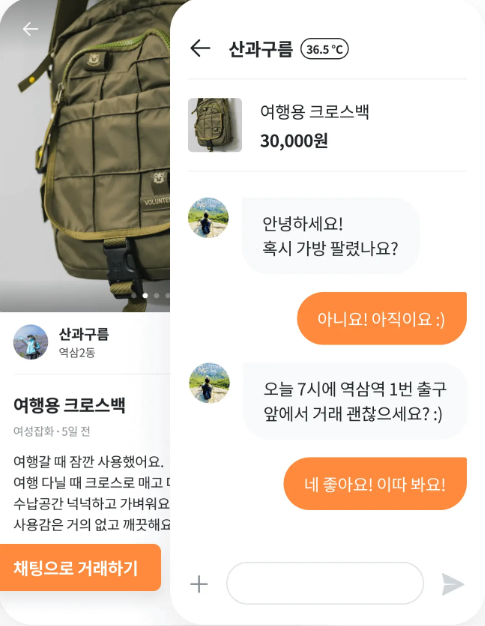 VOLUNTE
산과구름
역삼2동
여행용 크로스백
여성잡화 · 5일 전
여행갈 때 잠깐 사용했어요.
여행 다닐 때 크로스로 매고
수납공간 넉넉하고 가벼워요
사용감은 거의 없고 깨끗해요
채팅으로 거래하기
산과구름 36.5 ℃
여행용 크로스백
30,000원
안녕하세요!
혹시 가방 팔렸나요?
아니요! 아직이요 :)
오늘 7시에 역삼역 1번 출구
앞에서 거래 괜찮으세요? :)
네 좋아요! 이따 봐요!